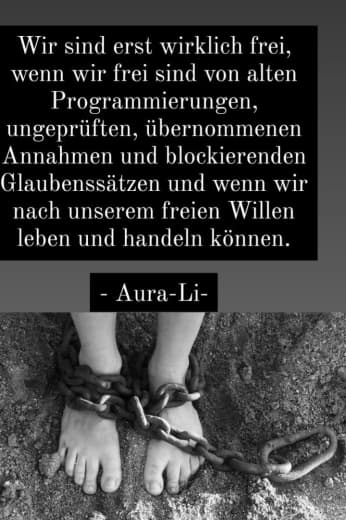 Wir sind erst wirklich frei,
wenn wir frei sind von alten
Programmierungen,
ungeprüften, übernommenen
Annahmen und blockierenden
Glaubenssätzen und wenn wir
nach unserem freien Willen
leben und handeln können.
- Aura-Li-